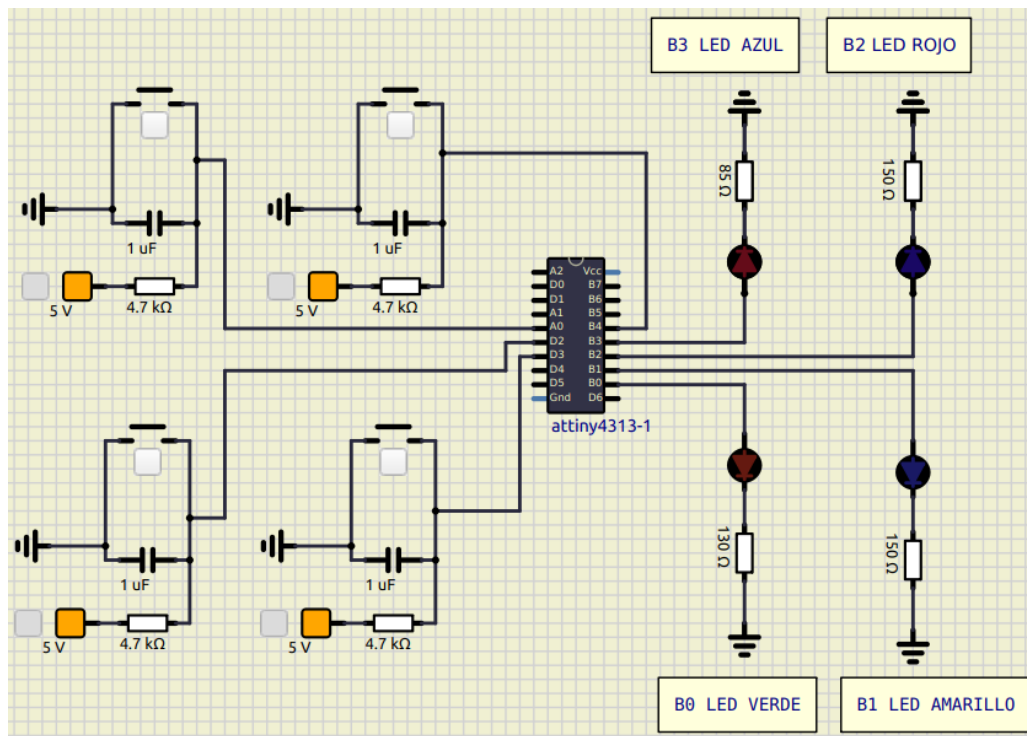 B3 LED AZUL
B2 LED ROJO
1 uF
1 uF
85 Ω
150 Ω
5 V
4.7 kΩ
5 V
4.7 kΩ
A2 Vcc
D0 B7
D1 B6
A1 B5
A0 B4
D2 B3
D3 B2
D4 B1
D5 B0
Gnd D6
attiny4313-1
1 uF
1 uF
130 Ω
150 Ω
5 V
4.7 kΩ
5 V
4.7 kΩ
B0 LED VERDE
B1 LED AMARILLO